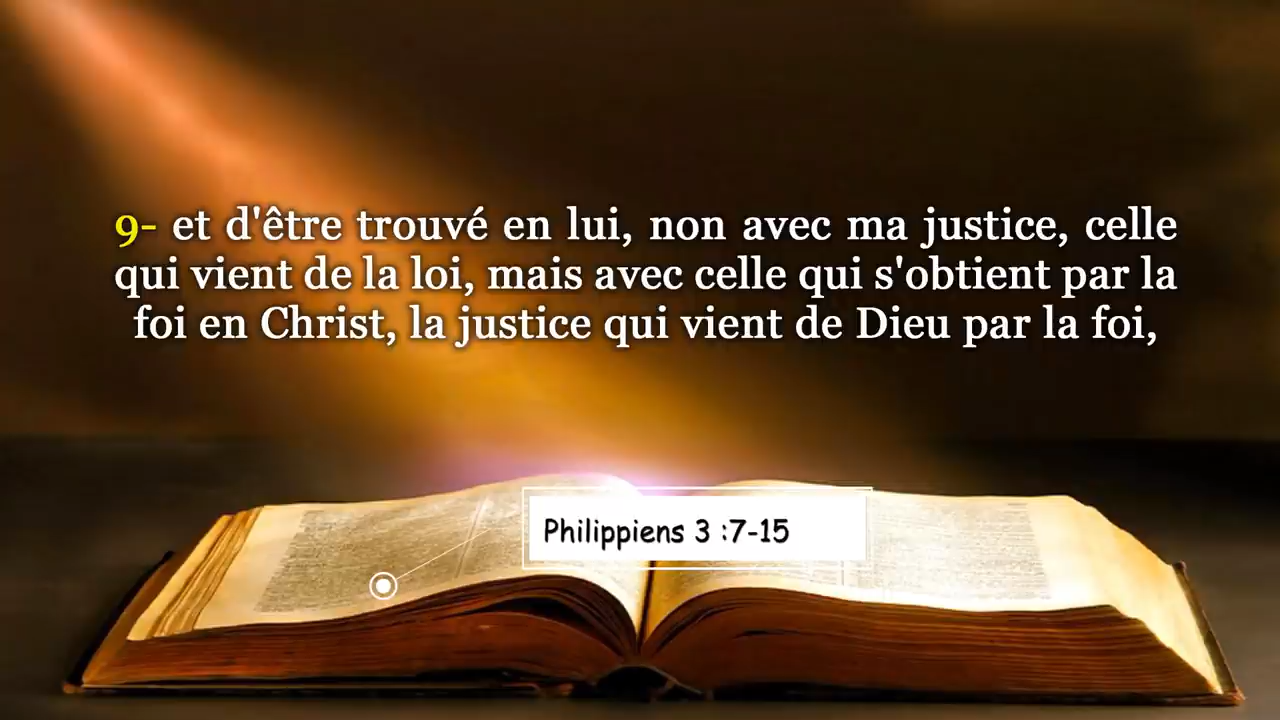 9- et d'être trouvé en lui, non avec ma justice, celle
qui vient de la loi, mais avec celle qui s'obtient par la
foi en Christ, la justice qui vient de Dieu par la foi,
Philippiens 3 :7-15